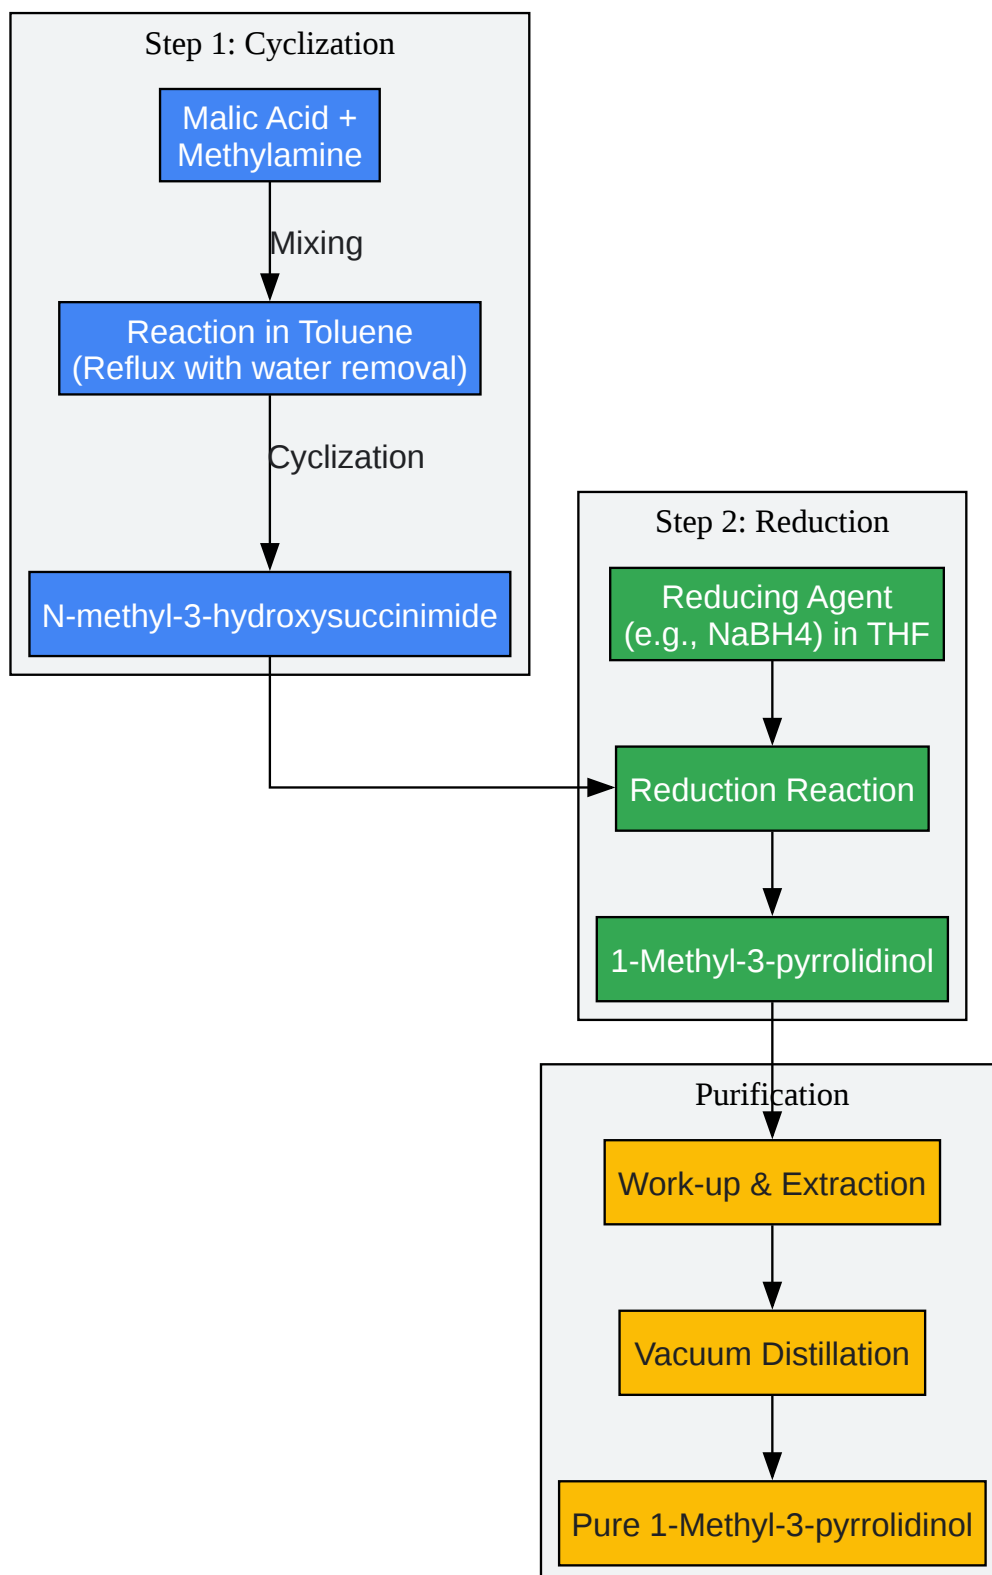 Step 1: Cyclization
Malic Acid +
Methylamine
Mixing
Reaction in Toluene
(Reflux with water removal)
Cyclization
N-methyl-3-hydroxysuccinimide
Step 2: Reduction
Reducing Agent
(e.g., NaBH4) in THF
Reduction Reaction
1-Methyl-3-pyrrolidinol
Purification
Work-up & Extraction
Vacuum Distillation
Pure 1-Methyl-3-pyrrolidinol